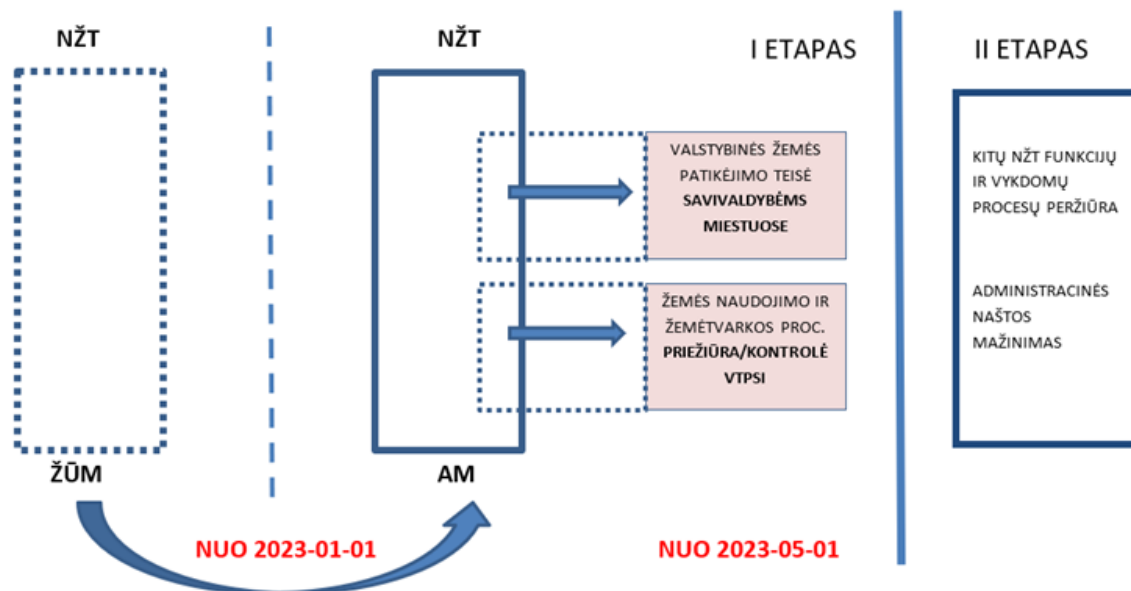 NŽT
NŽT
I ETAPAS
II ETAPAS
VALSTYBINĖS ŽEMĖS
PATIKĖJIMO TEISĖ
SAVIVALDYBĖMS
MIESTUOSE
ŽEMĖS NAUDOJIMO IR
ŽEMĖTVARKOS PROC.
PRIEŽIŪRA/KONTROLĖ
VTPSI
KITŲ NŽT FUNKCIJŲ
IR VYKDOMŲ
PROCESŲ PERŽIŪRA
ADMINISTRACINĖS
NAŠTOS
MAŽINIMAS
ŽŪM
AM
NUO 2023-01-01
NUO 2023-05-01